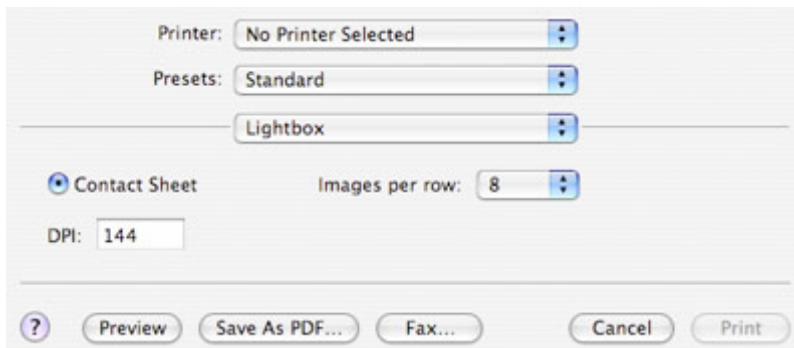 Printer: No Printer Selected
Presets: Standard
Lightbox
Contact Sheet Images per row: 8
DPI: 144
? Preview Save As PDF... Fax... Cancel Print